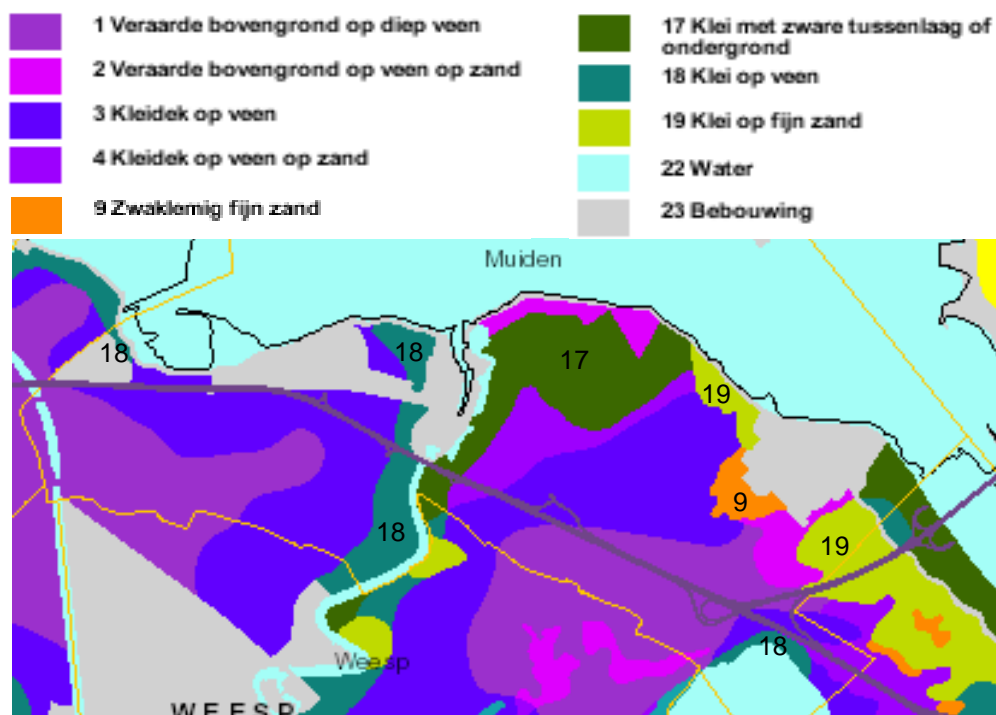 1 Veraarde bovengrond op diep veen
2 Veraarde bovengrond op veen op zand
3 Kleidek op veen
4 Kleidek op veen op zand
9 Zwaklemig fijn zand
17 Klei met zware tussenlaag of
ondergrond
18 Klei op veen
19 Klei op fijn zand
22 Water
23 Bebouwing
Muiden
18
18
17
19
9
18
19
18
Weesp
WEESP